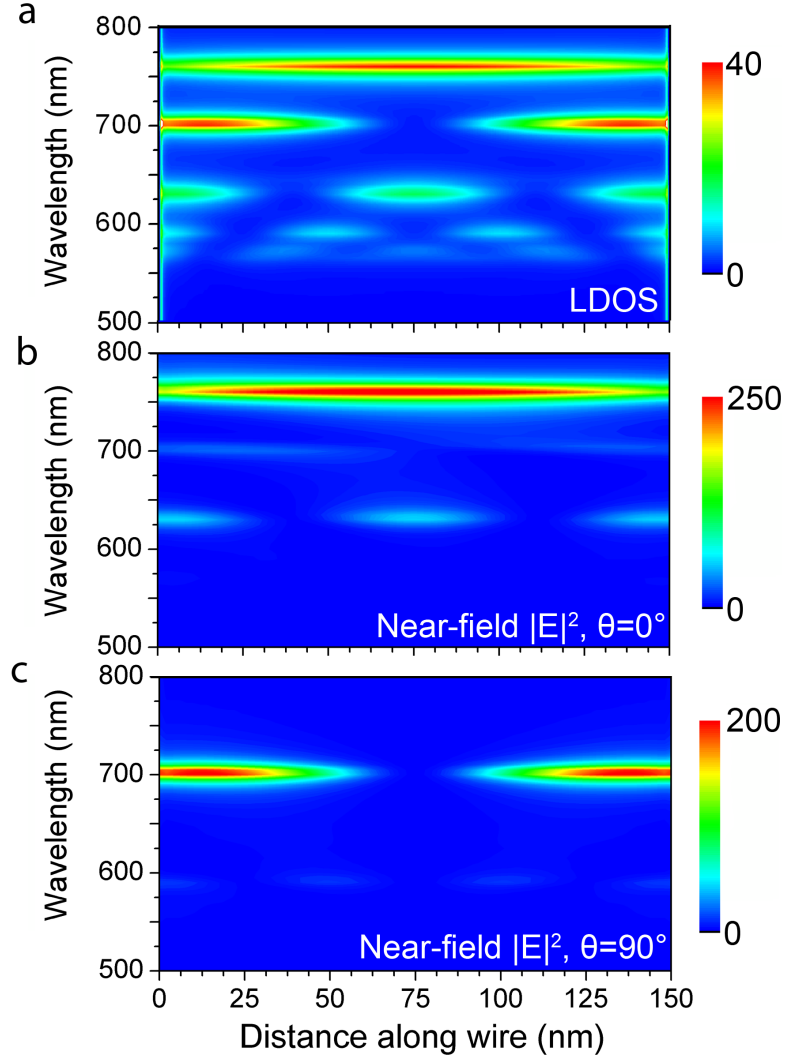 a
800
700
600
500
Wavelength (nm)
LDOS
40
0
b
800
700
600
500
Wavelength (nm)
Near-field |E|², θ=0°
250
0
c
800
700
600
500
Wavelength (nm)
Near-field |E|², θ=90°
200
0
0 25 50 75 100 125 150
Distance along wire (nm)